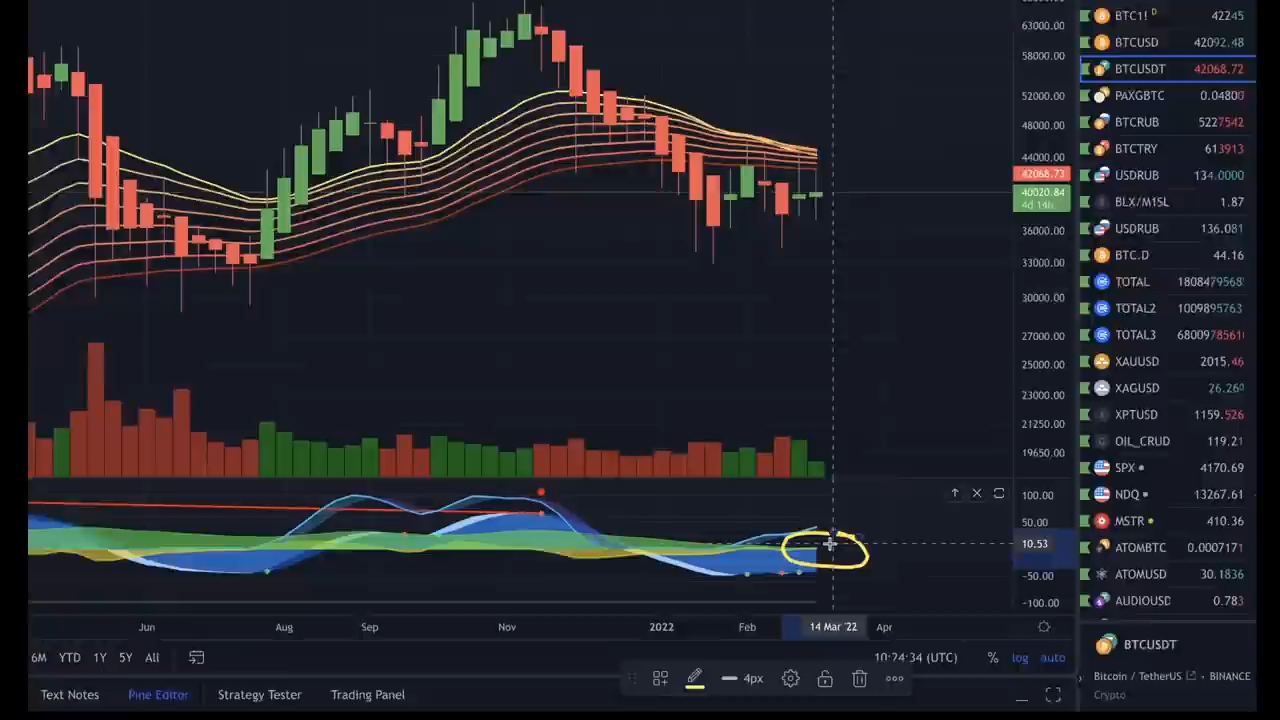 63000.00
58000.00
52000.00
48000.00
44000.00
42068.73
40020.84
4d 14h
36000.00
33000.00
30000.00
27000.00
25000.00
23000.00
21250.00
19650.00
100.00
50.00
10.53
-50.00
-100.00
Jun
Aug
Sep
Nov
2022
Feb
14 Mar '22
Apr
6M YTD 1Y 5Y All
10:24:34 (UTC)
% log auto
4px
Text Notes Pine Editor Strategy Tester Trading Panel
BTC1! D 42245
BTCUSD 42092.48
BTCUSDT 42068.72
PAXGBTC 0.04800
BTCRUB 5227542
BTCTRY 613913
USDRUB 134.0000
BLX/M1SL 1.87
USDRUB 136.081
BTC.D 44.16
TOTAL 1808479568
TOTAL2 1009895763
TOTAL3 6800978561
XAUUSD 2015.46
XAGUSD 26.260
XPTUSD 1159.526
OIL_CRUD 119.21
SPX 4170.69
NDQ 13267.61
MSTR 410.36
ATOMBTC 0.0007171
ATOMUSD 30.1836
AUDIOUSD 0.783
BTCUSDT
Bitcoin / TetherUS • BINANCE
Crypto